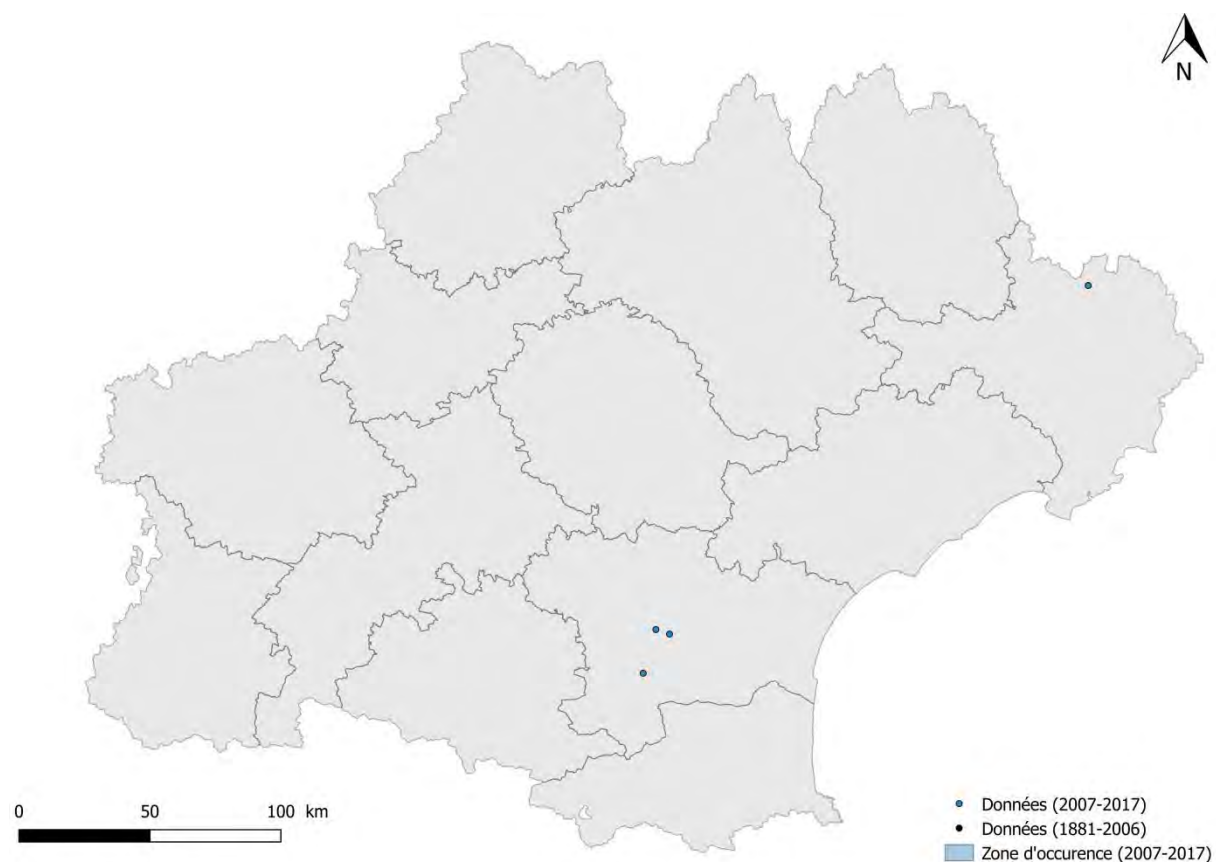 N
0 50 100 km
Données (2007-2017)
Données (1881-2006)
Zone d'occurence (2007-2017)